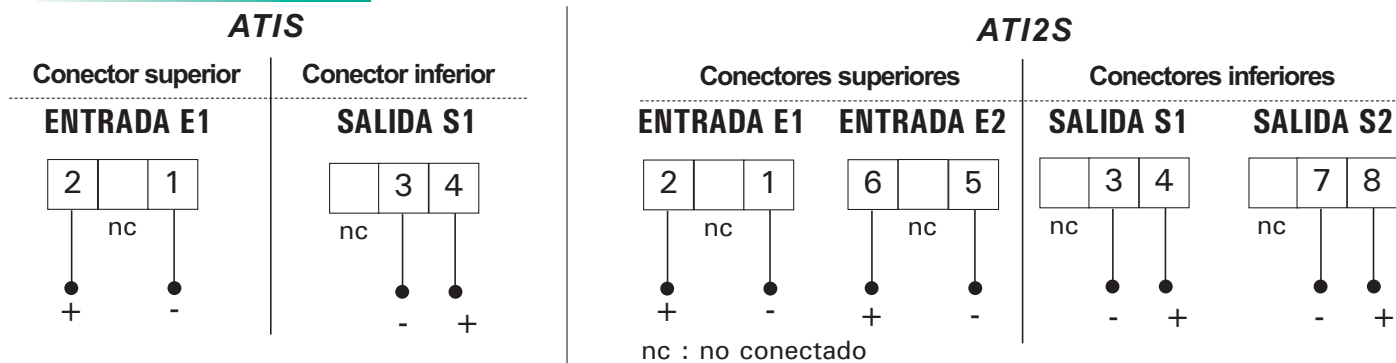 ATIS
Conector superior
Conector inferior
ENTRADA E1
SALIDA S1
2 1
nc
+ -
3 4
nc
- +
ATI2S
Conectores superiores
Conectores inferiores
ENTRADA E1
ENTRADA E2
SALIDA S1
SALIDA S2
2 1
nc
+ -
6 5
nc
+ -
3 4
nc
- +
7 8
nc
- +
nc : no conectado